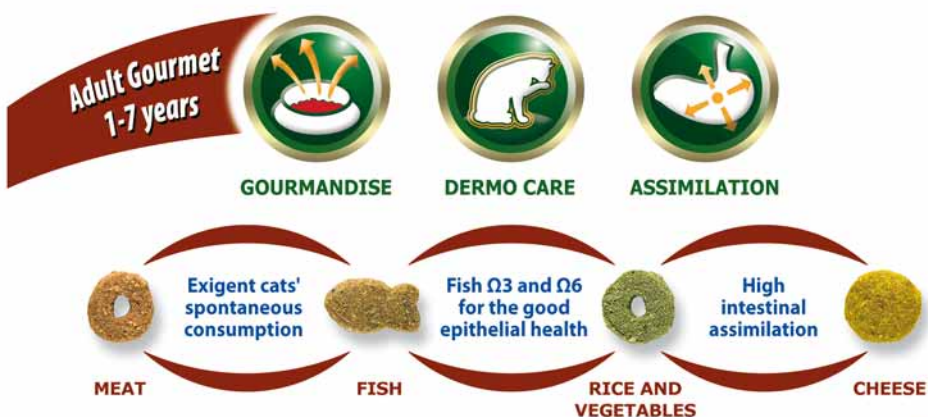 Adult Gourmet
1-7 years
GOURMANDISE
DERMO CARE
ASSIMILATION
Exigent cats'
spontaneous
consumption
Fish Ω3 and Ω6
for the good
epithelial health
High
intestinal
assimilation
MEAT
FISH
RICE AND
VEGETABLES
CHEESE